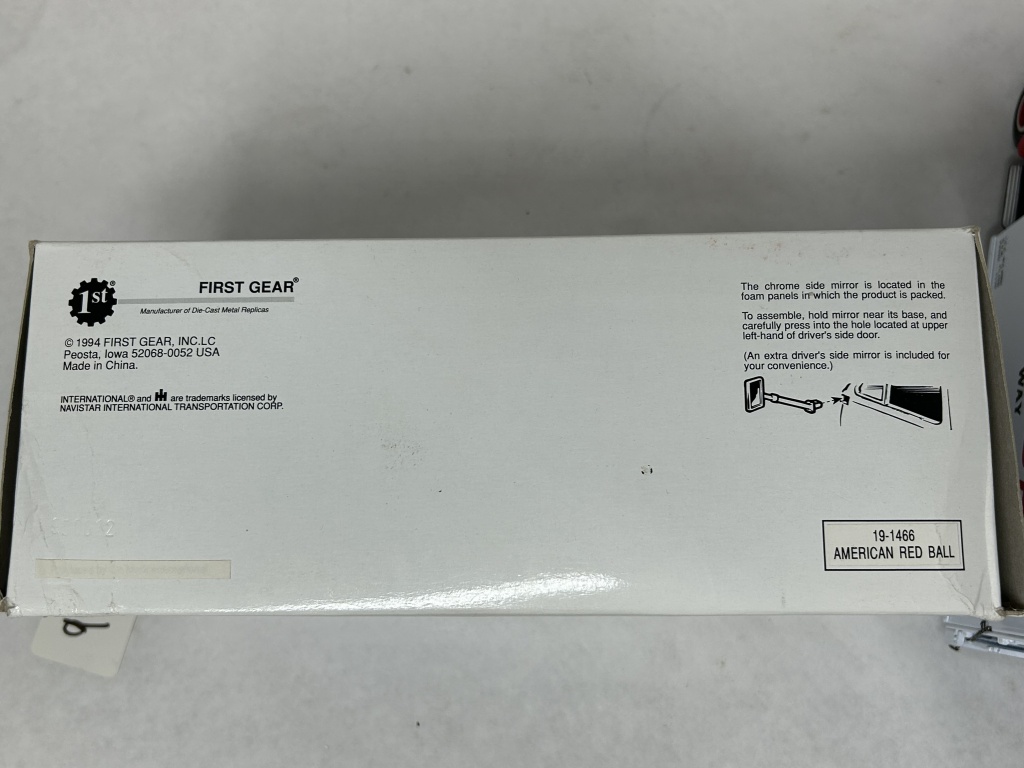 1st®
FIRST GEAR®
Manufacturer of Die-Cast Metal Replicas
© 1994 FIRST GEAR, INC.LC
Peosta, Iowa 52068-0052 USA
Made in China.
INTERNATIONAL® and IH are trademarks licensed by
NAVISTAR INTERNATIONAL TRANSPORTATION CORP.
The chrome side mirror is located in the
foam panels in which the product is packed.
To assemble, hold mirror near its base, and
carefully press into the hole located at upper
left-hand of driver's side door.
(An extra driver's side mirror is included for
your convenience.)
19-1466
AMERICAN RED BALL
WAY